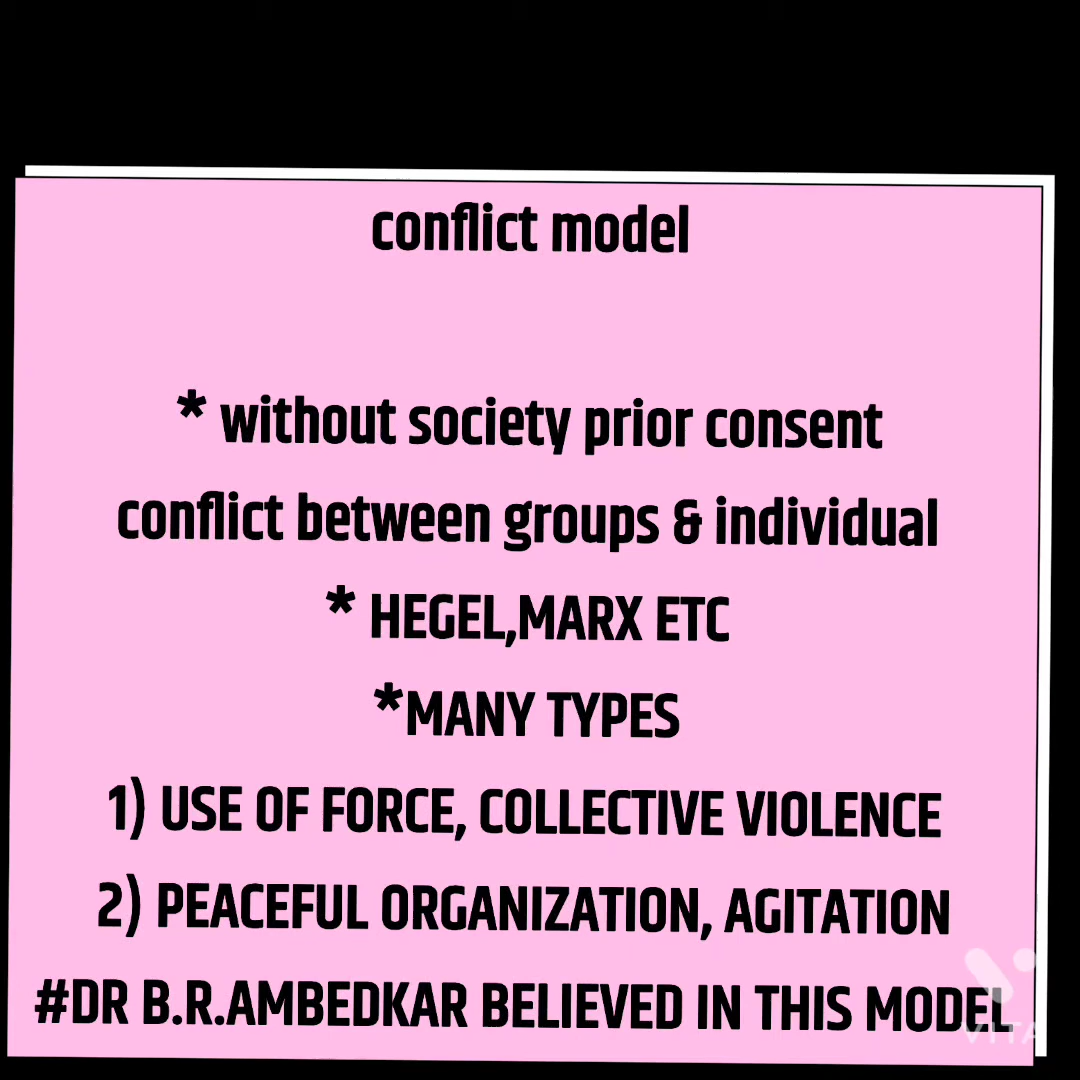 conflict model
* without society prior consent
conflict between groups & individual
* HEGEL,MARX ETC
*MANY TYPES
1) USE OF FORCE, COLLECTIVE VIOLENCE
2) PEACEFUL ORGANIZATION, AGITATION
#DR B.R.AMBEDKAR BELIEVED IN THIS MODEL
VITA